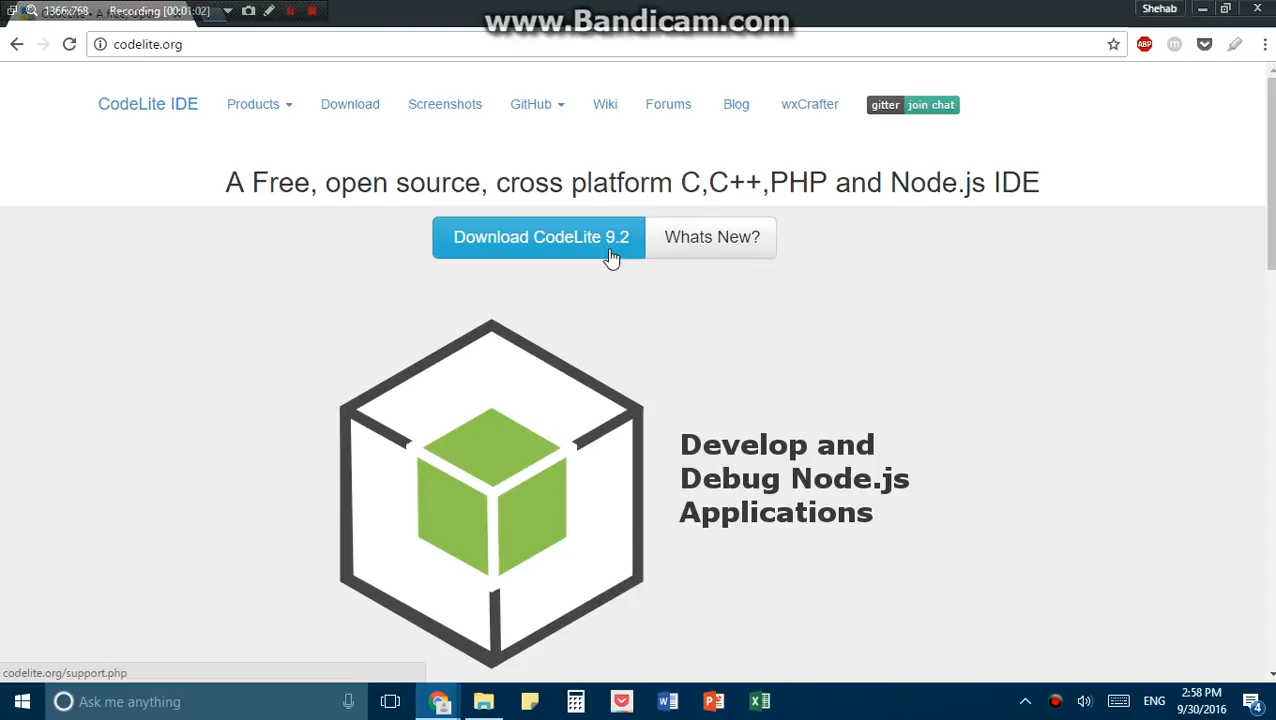 1366x768 Recording [00:01:02]
www.Bandicam.com
Shehab
codelite.org
ABP
m
CodeLite IDE Products Download Screenshots GitHub Wiki Forums Blog wxCrafter gitter join chat
A Free, open source, cross platform C,C++,PHP and Node.js IDE
Download CodeLite 9.2 Whats New?
Develop and
Debug Node.js
Applications
codelite.org/support.php
Ask me anything
ENG
2:58 PM
9/30/2016
4